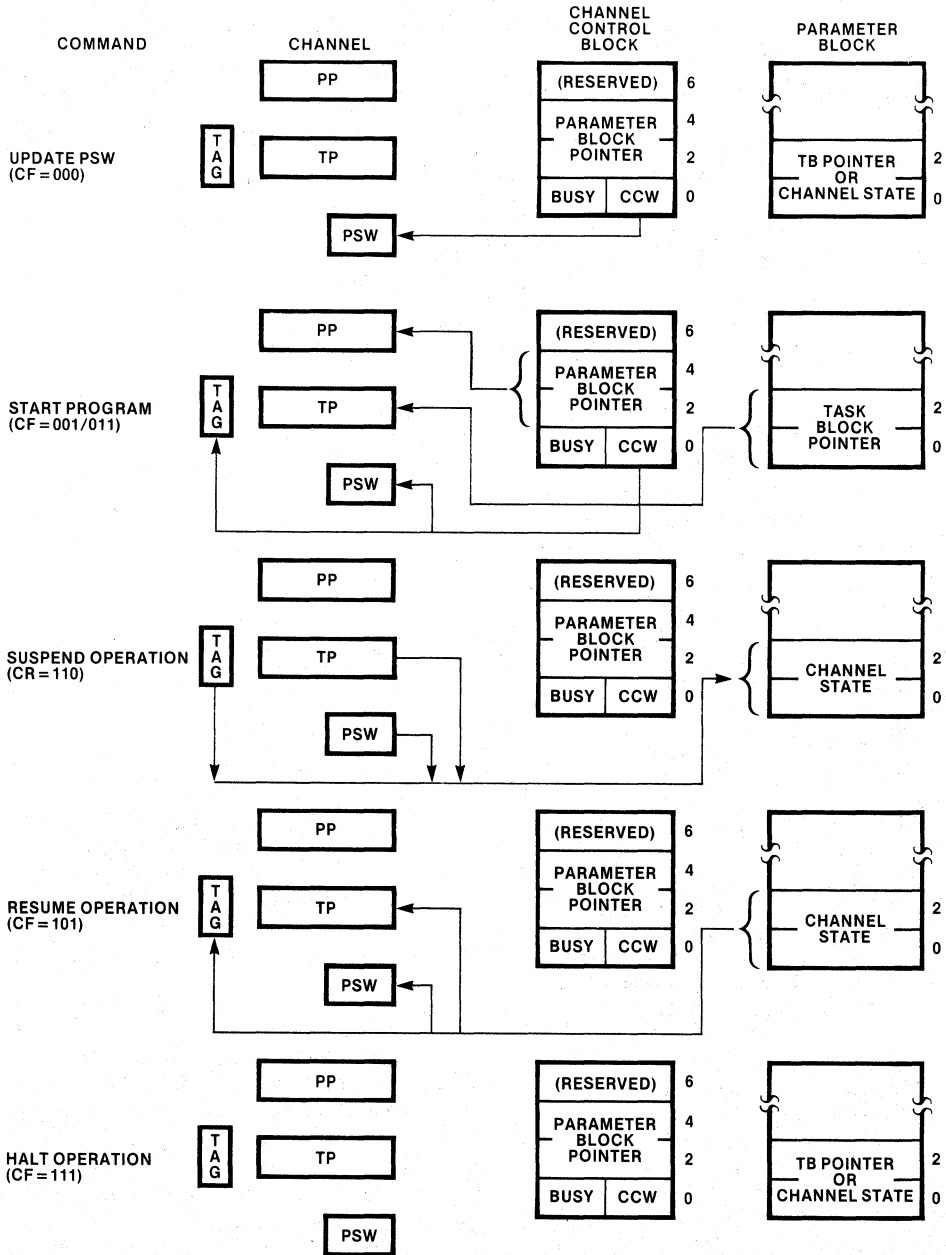 COMMAND
CHANNEL
CHANNEL
CONTROL
BLOCK
PARAMETER
BLOCK
UPDATE PSW
(CF = 000)
TAG
PP
TP
PSW
(RESERVED)
6
PARAMETER
BLOCK
POINTER
4
2
BUSY
CCW
0
TB POINTER
OR
CHANNEL STATE
2
0
START PROGRAM
(CF = 001/011)
TAG
PP
TP
PSW
(RESERVED)
6
PARAMETER
BLOCK
POINTER
4
2
BUSY
CCW
0
TASK
BLOCK
POINTER
2
0
SUSPEND OPERATION
(CR = 110)
TAG
PP
TP
PSW
(RESERVED)
6
PARAMETER
BLOCK
POINTER
4
2
BUSY
CCW
0
CHANNEL
STATE
2
0
RESUME OPERATION
(CF = 101)
TAG
PP
TP
PSW
(RESERVED)
6
PARAMETER
BLOCK
POINTER
4
2
BUSY
CCW
0
CHANNEL
STATE
2
0
HALT OPERATION
(CF = 111)
TAG
PP
TP
PSW
(RESERVED)
6
PARAMETER
BLOCK
POINTER
4
2
BUSY
CCW
0
TB POINTER
OR
CHANNEL STATE
2
0